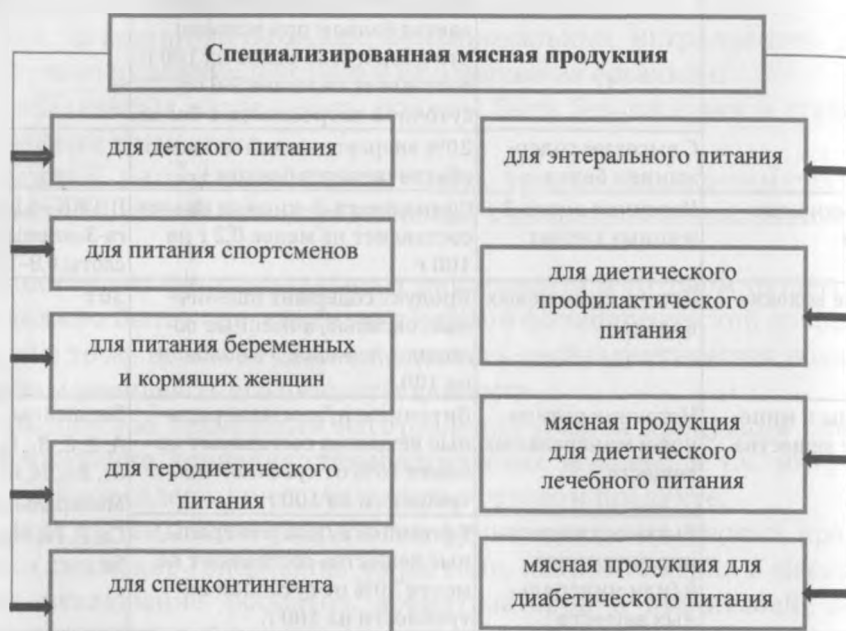 Специализированная мясная продукция
для детского питания
для питания спортсменов
для питания беременных
и кормящих женщин
для геродиетического
питания
для спецконтингента
для энтерального питания
для диетического
профилактического
питания
мясная продукция
для диетического
лечебного питания
мясная продукция для
диабетического питания